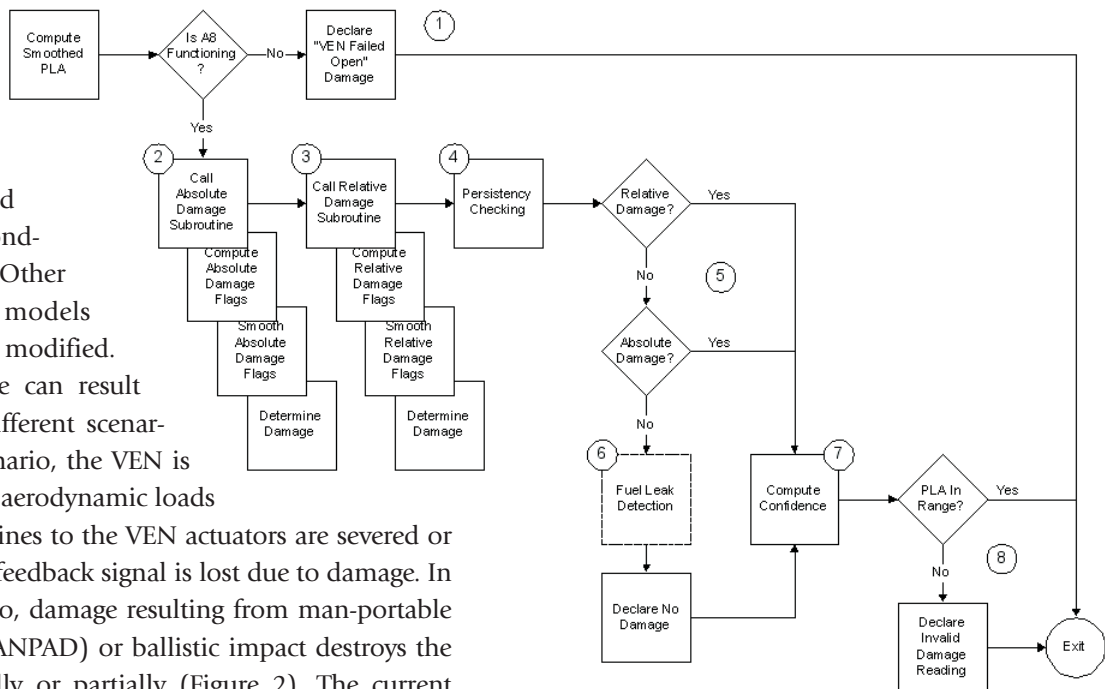 Compute
Smoothed
PLA
Is A8
Functioning
?
No
Declare
"VEN Failed
Open"
Damage
1
Yes
2
Call
Absolute
Damage
Subroutine
Compute
Absolute
Damage
Flags
Smooth
Absolute
Damage
Flags
Determine
Damage
3
Call Relative
Damage
Subroutine
Compute
Relative
Damage
Flags
Smooth
Relative
Damage
Flags
Determine
Damage
4
Persistency
Checking
Relative
Damage?
Yes
No
5
Absolute
Damage?
Yes
No
6
Fuel Leak
Detection
Declare No
Damage
7
Compute
Confidence
PLA In
Range?
Yes
No
8
Declare
Invalid
Damage
Reading
Exit
d
ond-
Other
models
modified.
e can result
ifferent scenar-
nario, the VEN is
aerodynamic loads
ines to the VEN actuators are severed or
feedback signal is lost due to damage. In
o, damage resulting from man-portable
ANPAD) or ballistic impact destroys the
lly or partially (Figure 2). The current